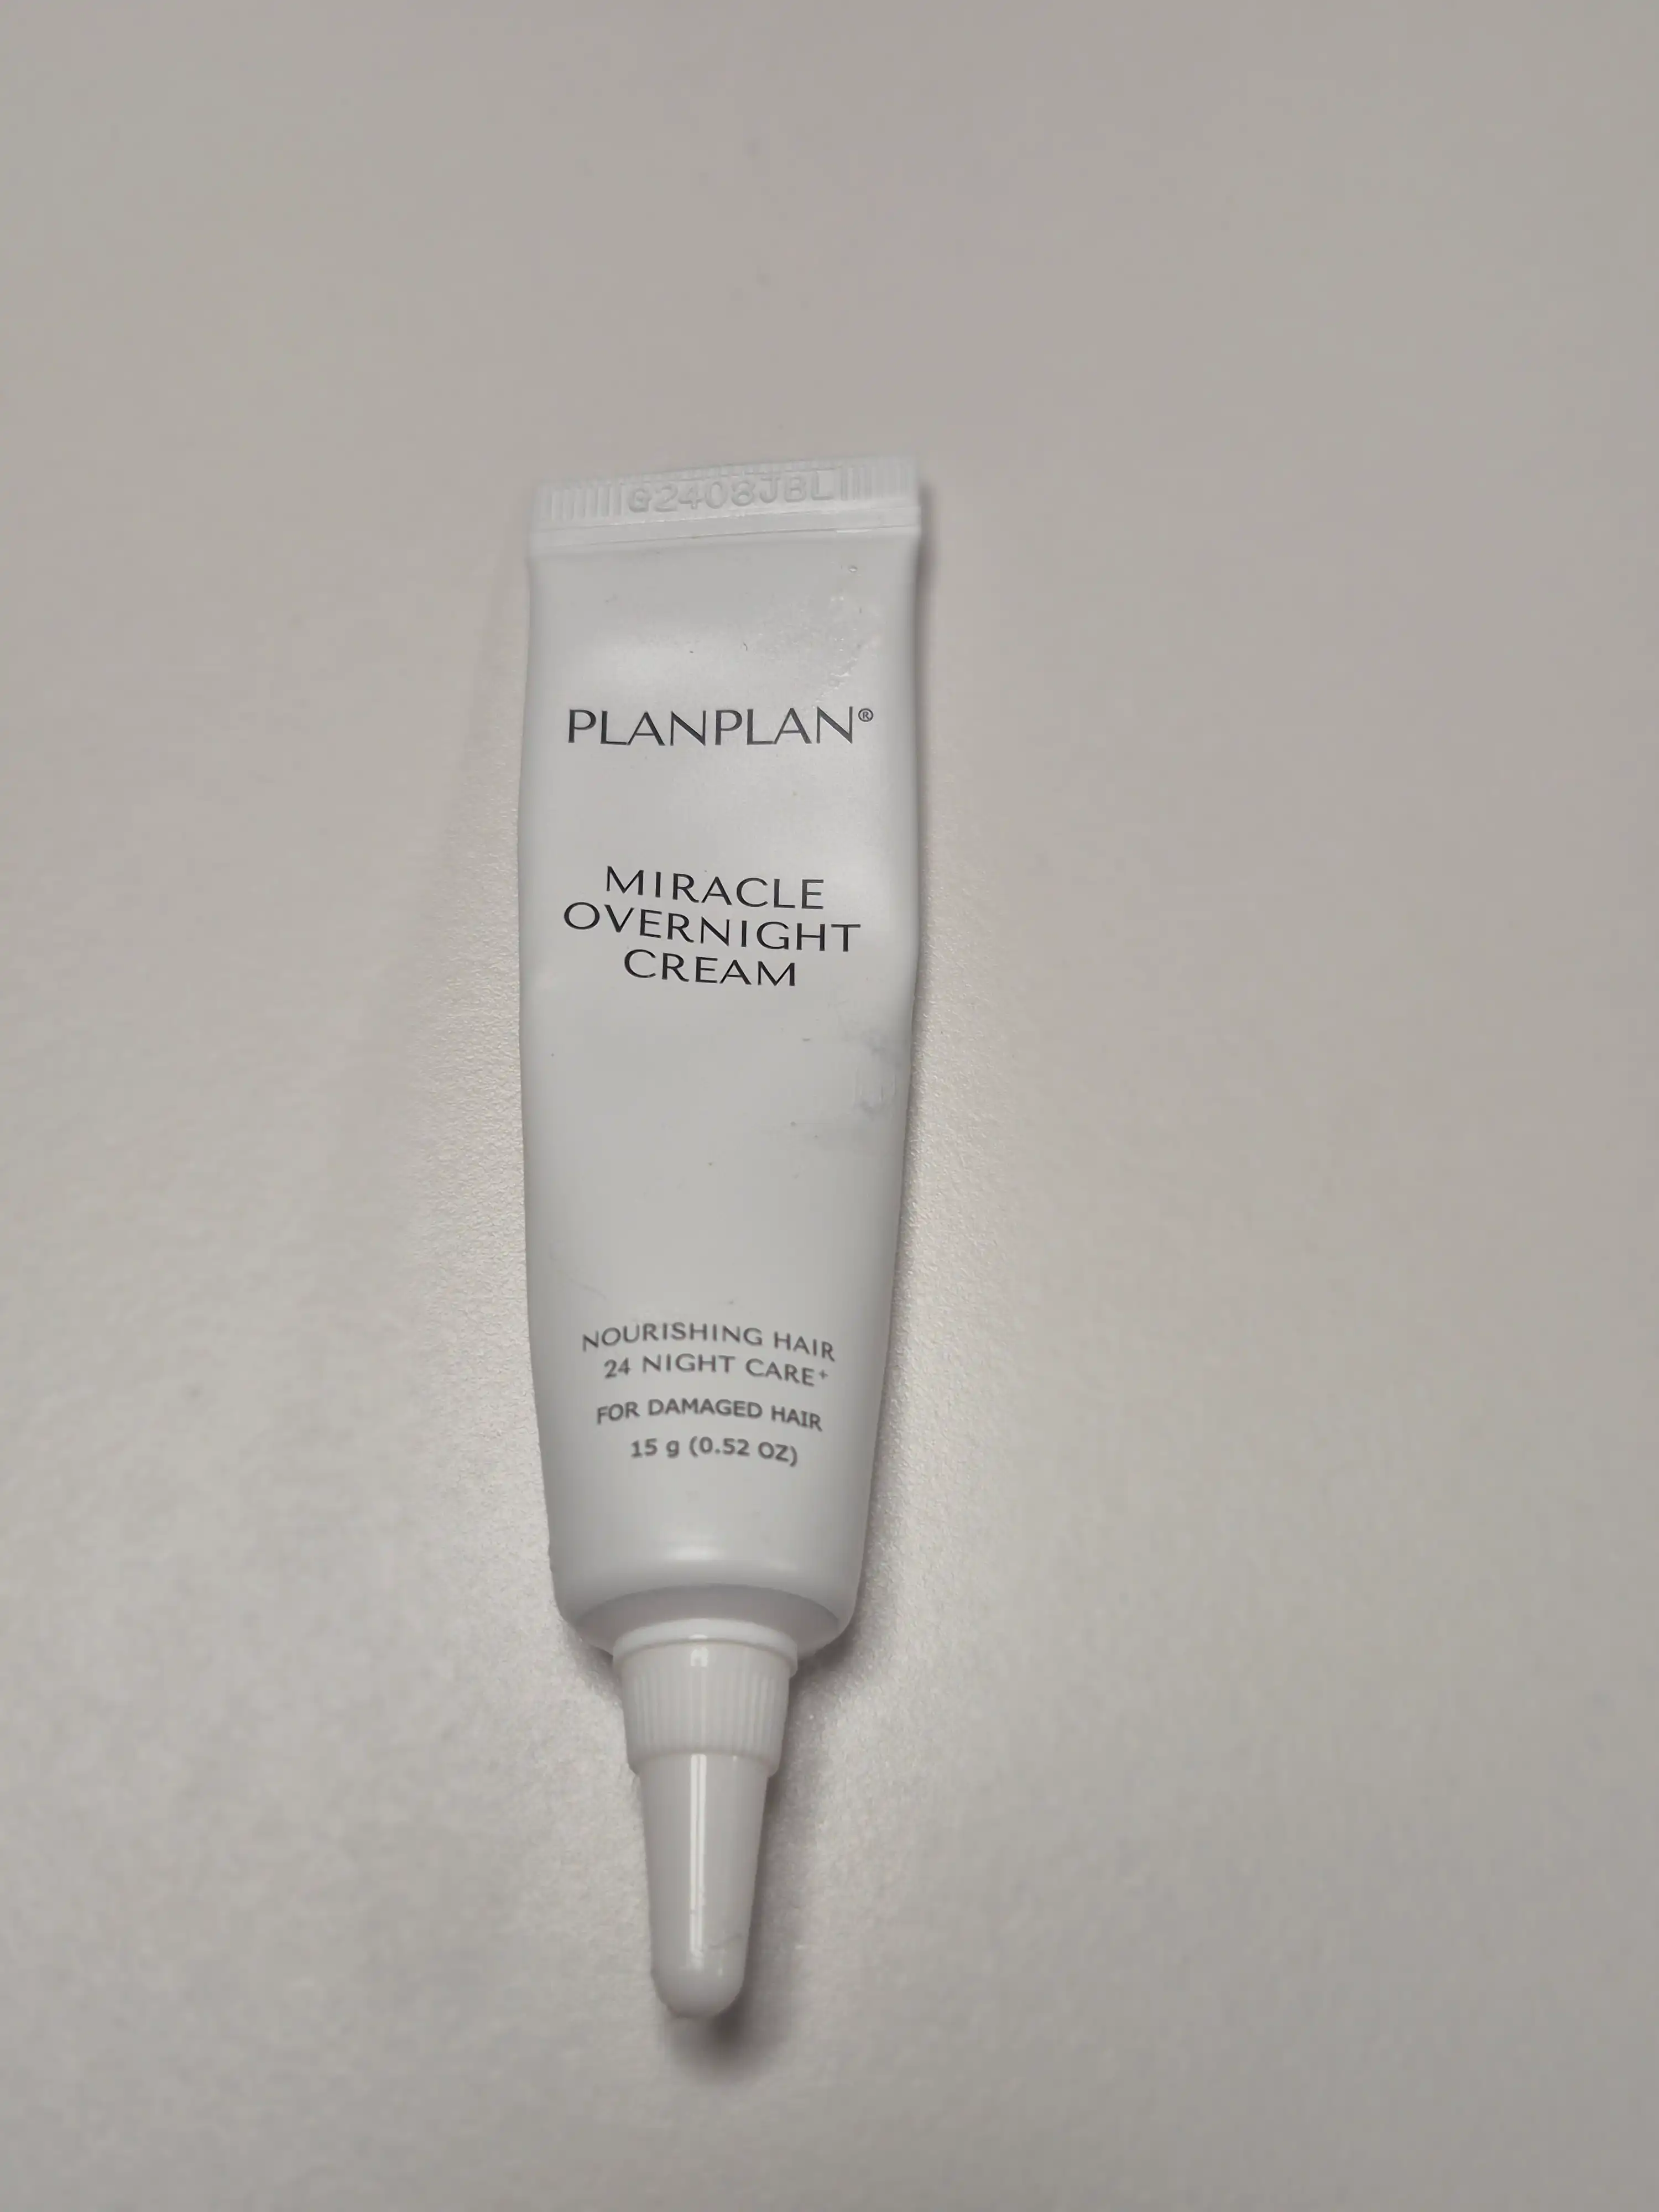 G2408JBL
PLANPLAN®
MIRACLE
OVERNIGHT
CREAM
NOURISHING HAIR
24 NIGHT CARE+
FOR DAMAGED HAIR
15 g (0.52 OZ)